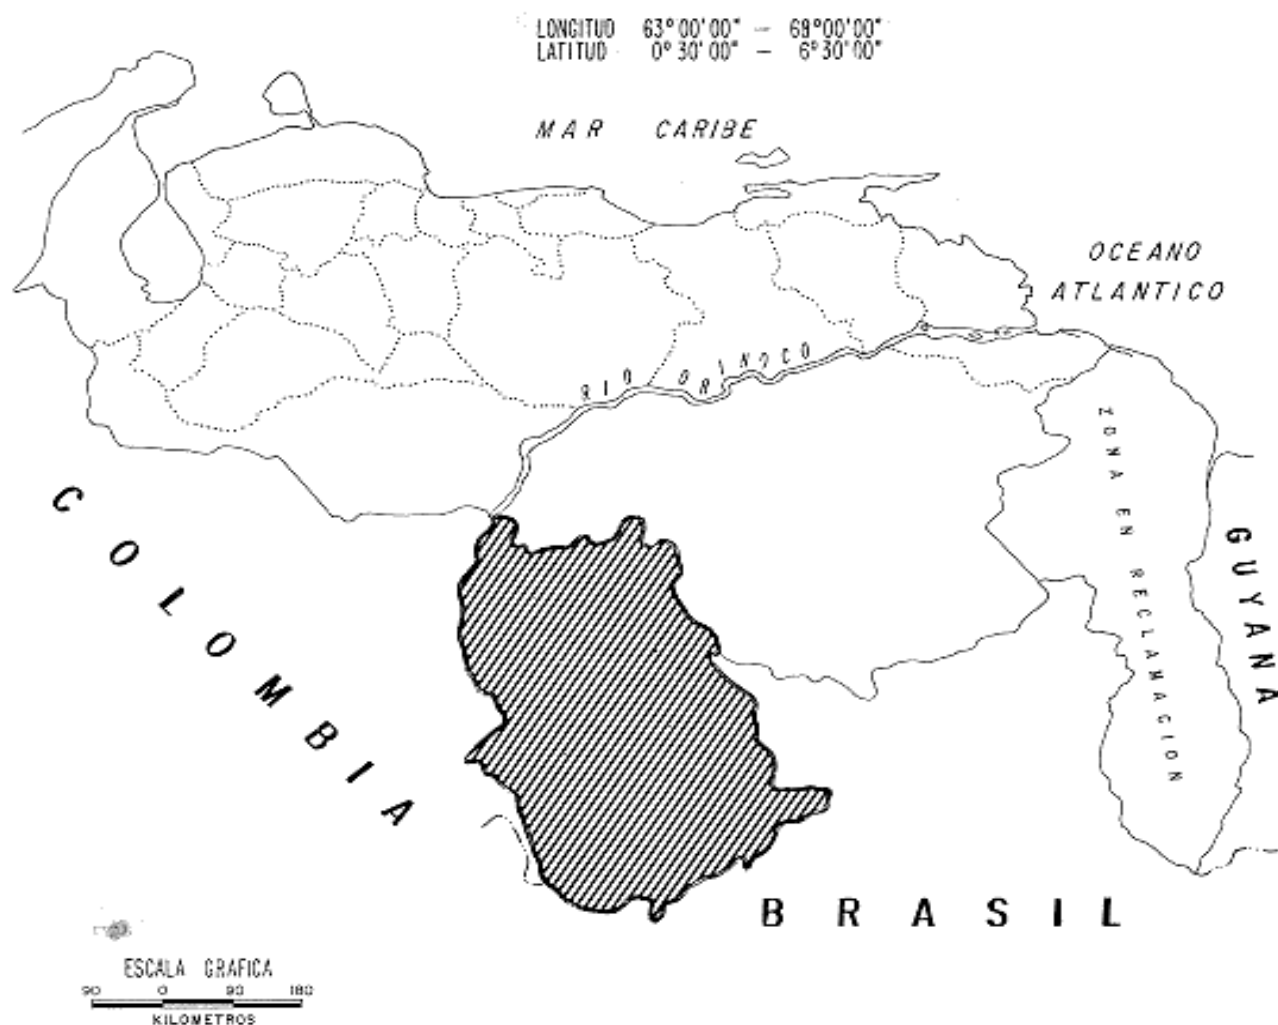 LONGITUD 63°00'00" — 69°00'00"
LATITUD 0°30'00" — 6°30'00"
MAR CARIBE
OCEANO
ATLANTICO
RIO ORINOCO
ZONA EN RECLAMACION
GUYANA
COLOMBIA
BRASIL
ESCALA GRAFICA
90 0 90 180
KILOMETROS